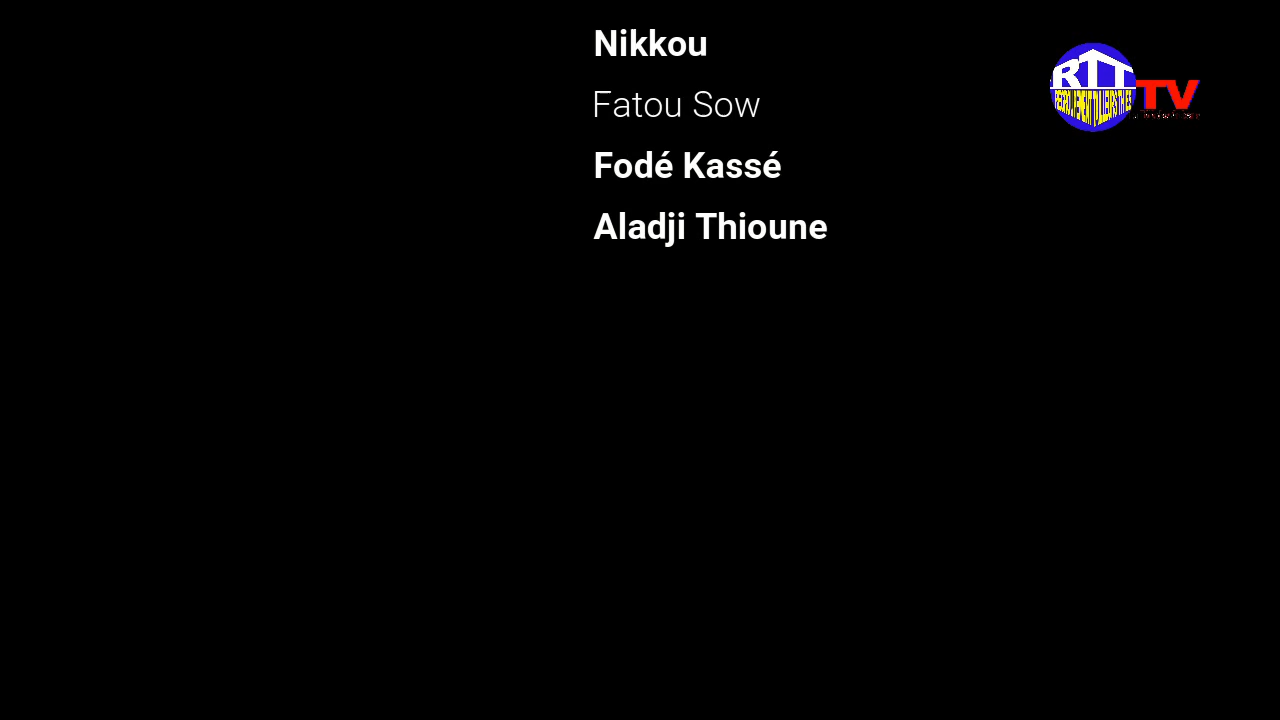 Nikkou
Fatou Sow
Fodé Kassé
Aladji Thioune
RTT
TV